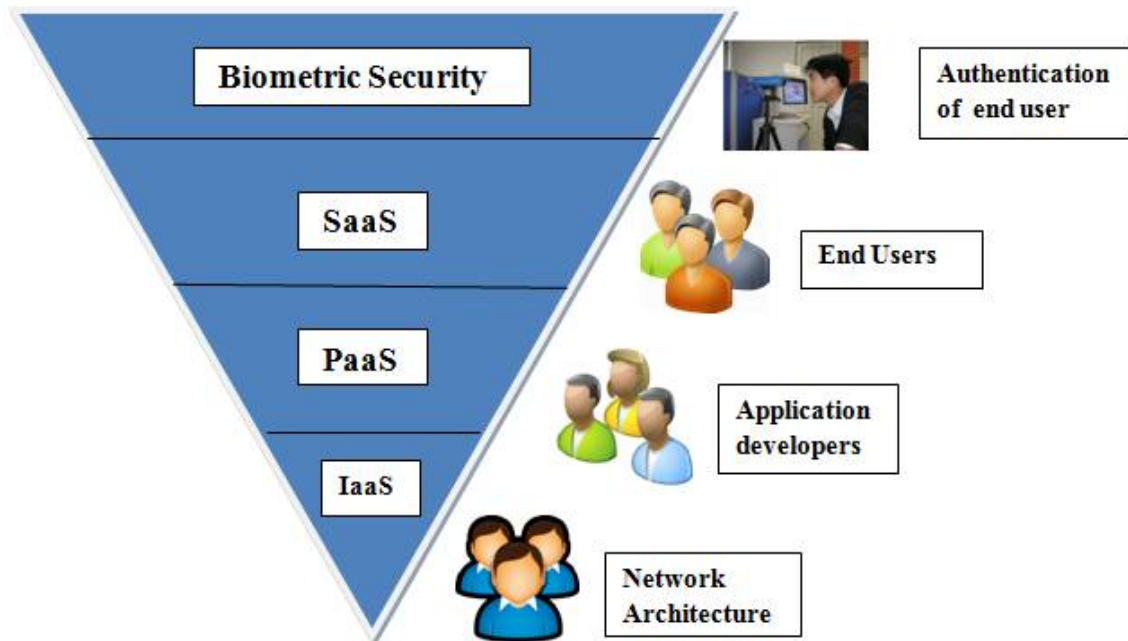 Biometric Security
Authentication
of end user
SaaS
End Users
PaaS
Application
developers
IaaS
Network
Architecture